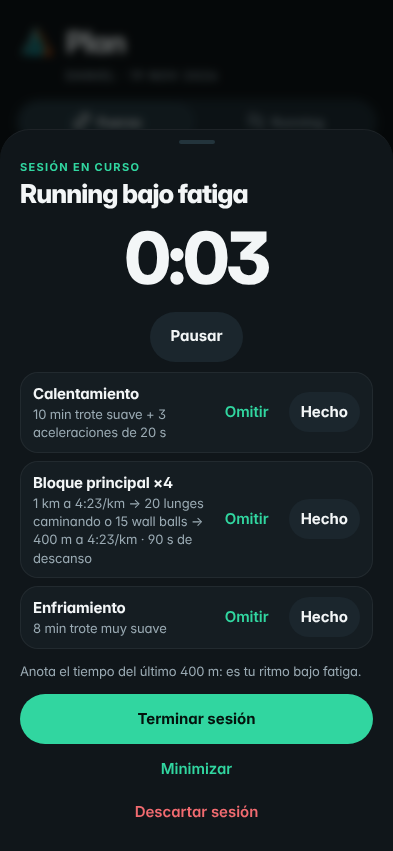 Plan
SESIÓN EN CURSO
Running bajo fatiga
0:03
Pausar
Calentamiento
10 min trote suave + 3
aceleraciones de 20 s
Omitir
Hecho
Bloque principal ×4
1 km a 4:23/km → 20 lunges
caminando o 15 wall balls →
400 m a 4:23/km · 90 s de
descanso
Omitir
Hecho
Enfriamiento
8 min trote muy suave
Omitir
Hecho
Anota el tiempo del último 400 m: es tu ritmo bajo fatiga.
Terminar sesión
Minimizar
Descartar sesión